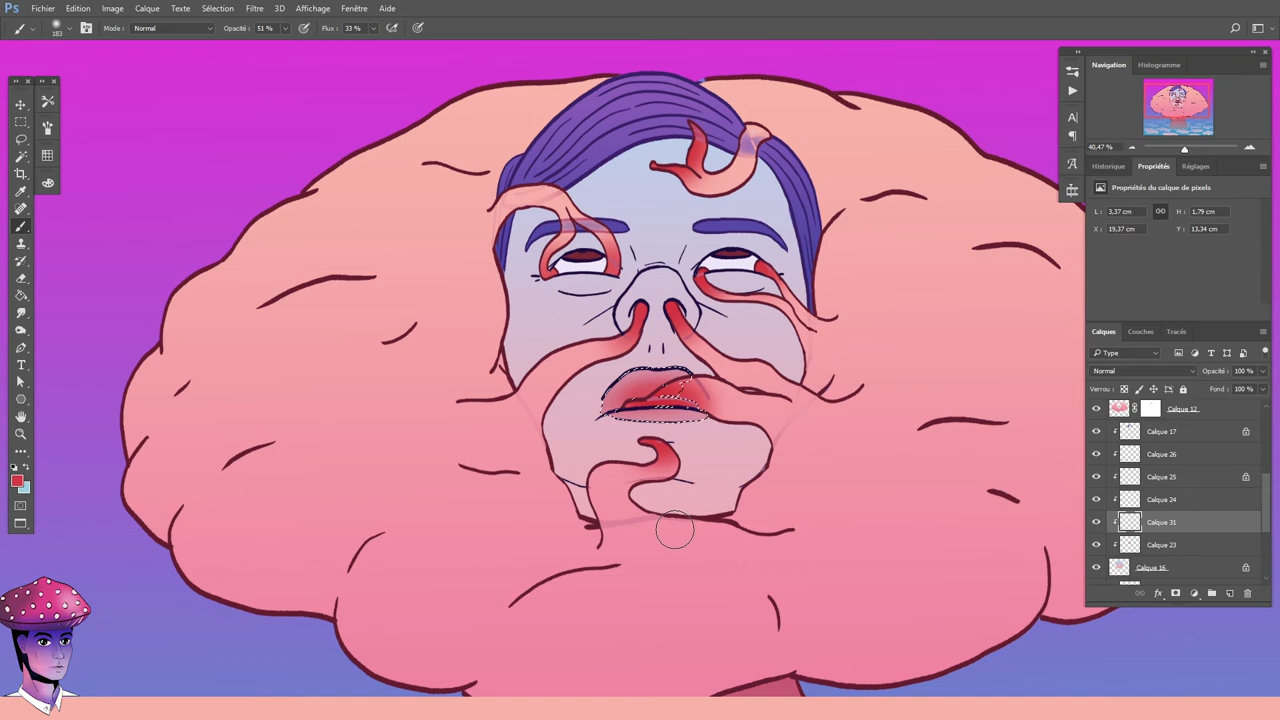 Ps Fichier Edition Image Calque Texte Sélection Filtre 3D Affichage Fenêtre Aide
183 Mode : Normal Opacité : 51 % Flux : 33 %
Navigation Histogramme
40,47 %
Historique Propriétés Réglages
Propriétés du calque de pixels
L : 3,37 cm H : 1,79 cm
X : 19,37 cm Y : 13,34 cm
Calques Couches Tracés
Type
Normal Opacité : 100 %
Verrou : Fond : 100 %
Calque 12
Calque 17
Calque 26
Calque 25
Calque 24
Calque 31
Calque 23
Calque 16
fx